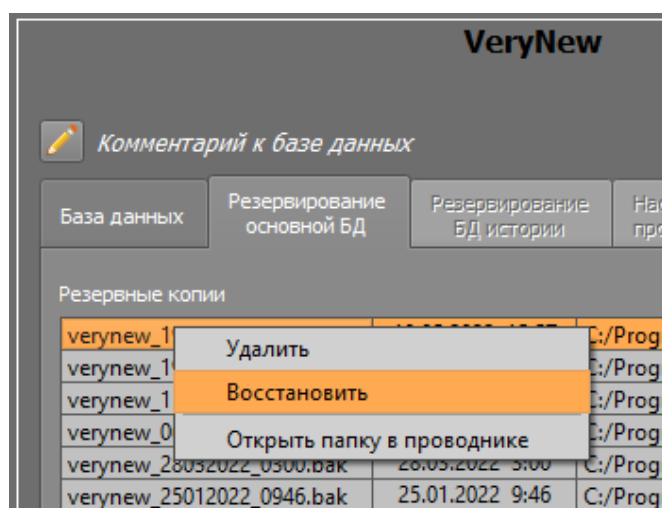 VeryNew
Комментарий к базе данных
База данных
Резервирование
основной БД
Резервирование
БД истории
Резервные копии
verynew_1
C:/Prog
verynew_1
C:/Prog
verynew_1
C:/Prog
verynew_0
C:/Prog
verynew_28032022_0300.bak 28.03.2022 3:00 C:/Prog
verynew_25012022_0946.bak 25.01.2022 9:46 C:/Prog
Удалить
Восстановить
Открыть папку в проводнике